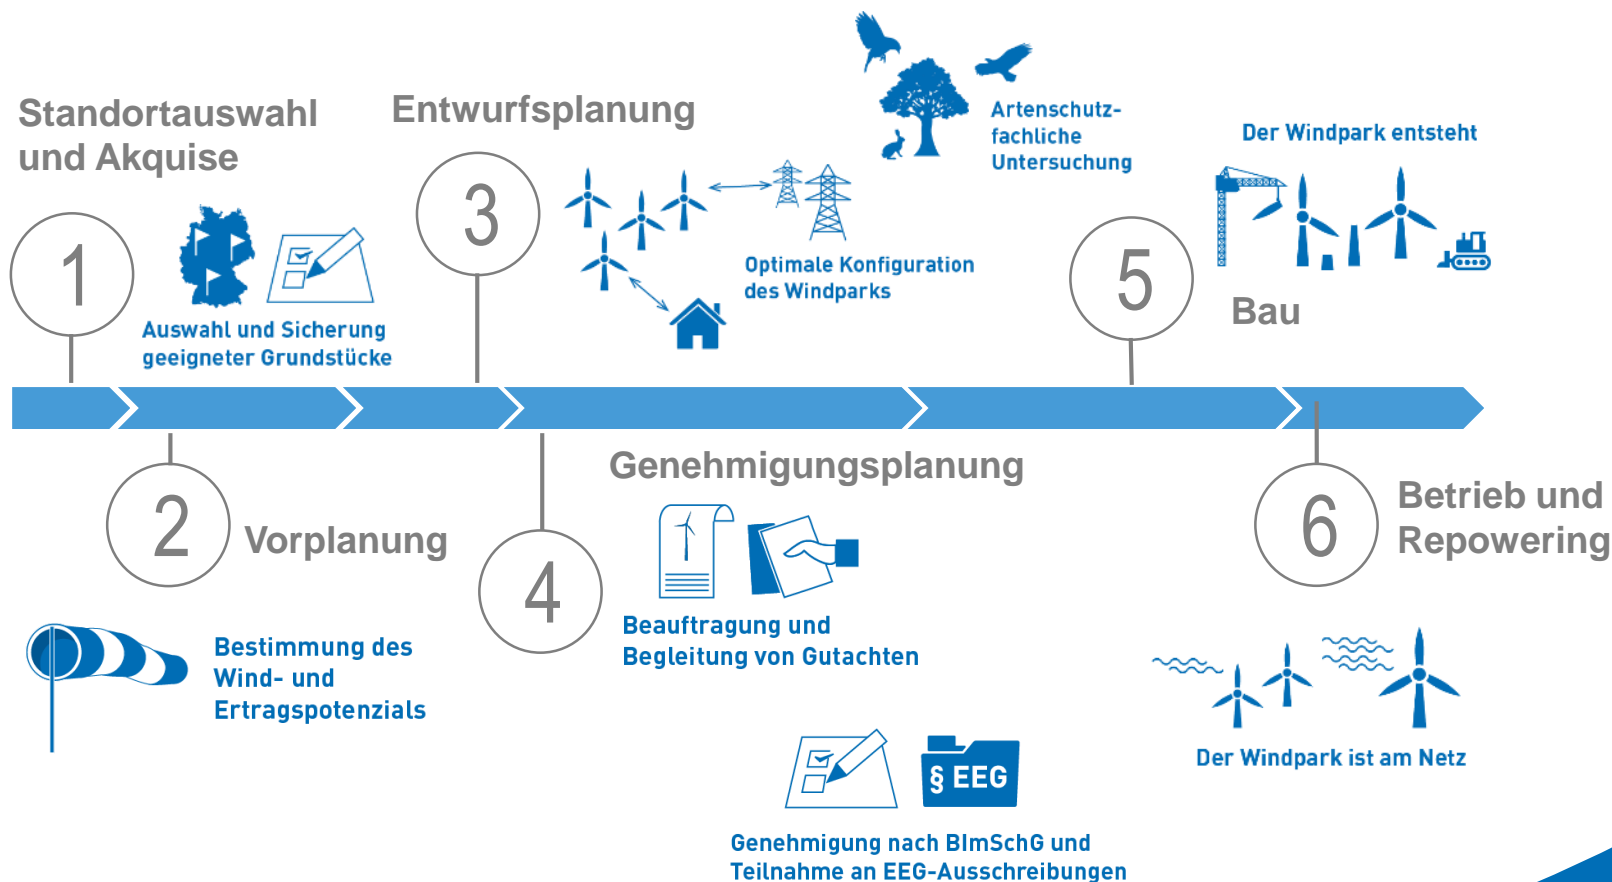 Standortauswahl
und Akquise
1
Auswahl und Sicherung
geeigneter Grundstücke
2
Vorplanung
Bestimmung des
Wind- und
Ertragspotenzials
Entwurfsplanung
3
Optimale Konfiguration
des Windparks
Artenschutz-
fachliche
Untersuchung
Genehmigungsplanung
4
Beauftragung und
Begleitung von Gutachten
§ EEG
Genehmigung nach BImSchG und
Teilnahme an EEG-Ausschreibungen
Der Windpark entsteht
5
Bau
6
Betrieb und
Repowering
Der Windpark ist am Netz